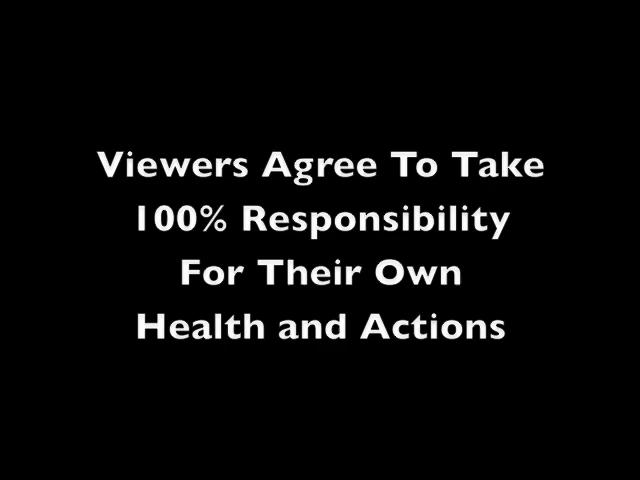 Viewers Agree To Take
100% Responsibility
For Their Own
Health and Actions